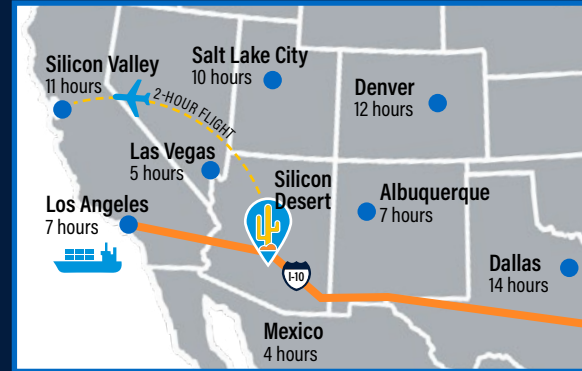 Silicon Valley
11 hours
Salt Lake City
10 hours
Denver
12 hours
2-HOUR FLIGHT
Las Vegas
5 hours
Silicon
Desert
Albuquerque
7 hours
Los Angeles
7 hours
Dallas
14 hours
I-10
Mexico
4 hours